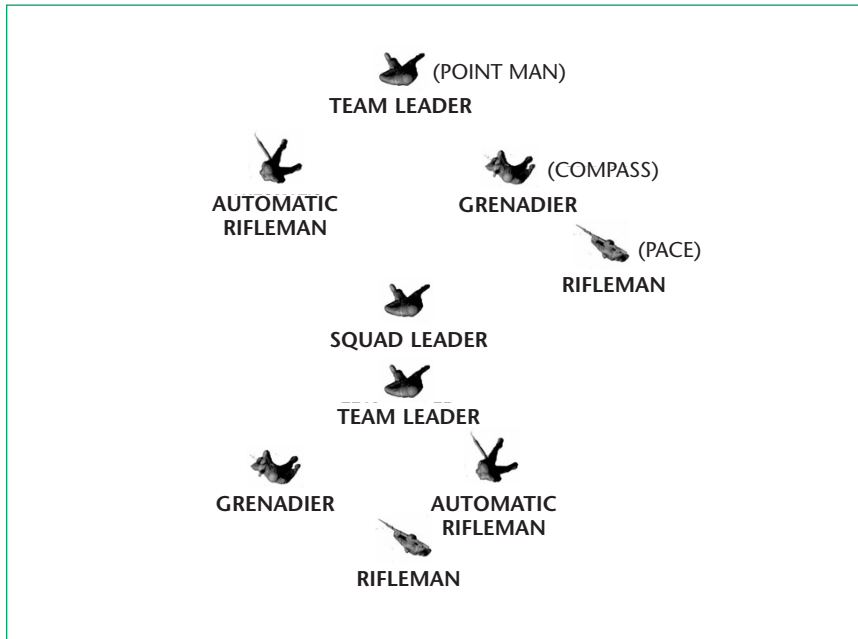 (POINT MAN)
TEAM LEADER
AUTOMATIC
RIFLEMAN
(COMPASS)
GRENADIER
(PACE)
RIFLEMAN
SQUAD LEADER
TEAM LEADER
GRENADIER
AUTOMATIC
RIFLEMAN
RIFLEMAN